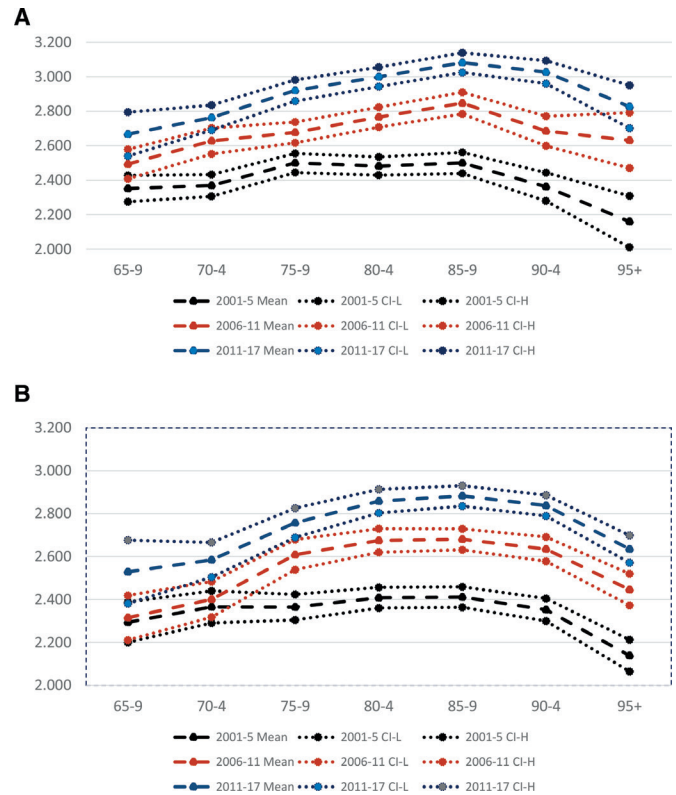 A
3.200
3.000
2.800
2.600
2.400
2.200
2.000
65-9 70-4 75-9 80-4 85-9 90-4 95+
2001-5 Mean 2001-5 CI-L 2001-5 CI-H
2006-11 Mean 2006-11 CI-L 2006-11 CI-H
2011-17 Mean 2011-17 CI-L 2011-17 CI-H
B
3.200
3.000
2.800
2.600
2.400
2.200
2.000
65-9 70-4 75-9 80-4 85-9 90-4 95+
2001-5 Mean 2001-5 CI-L 2001-5 CI-H
2006-11 Mean 2006-11 CI-L 2006-11 CI-H
2011-17 Mean 2011-17 CI-L 2011-17 CI-H